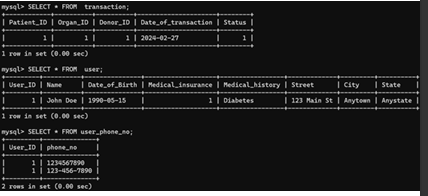 mysql> SELECT * FROM  transaction;
+------------+----------+----------+---------------------+--------+
| Patient_ID | Organ_ID | Donor_ID | Date_of_transaction | Status |
+------------+----------+----------+---------------------+--------+
|          1 |        1 |        1 | 2024-02-27          |      1 |
+------------+----------+----------+---------------------+--------+
1 row in set (0.00 sec)
mysql> SELECT * FROM  user;
+---------+----------+---------------+-------------------+-----------------+-------------+---------+----------+
| User_ID | Name     | Date_of_Birth | Medical_insurance | Medical_history | Street      | City    | State    |
+---------+----------+---------------+-------------------+-----------------+-------------+---------+----------+
|       1 | John Doe | 1990-05-15    |                 1 | Diabetes        | 123 Main St | Anytown | Anystate |
+---------+----------+---------------+-------------------+-----------------+-------------+---------+----------+
1 row in set (0.00 sec)
mysql> SELECT * FROM user_phone_no;
+---------+--------------+
| User_ID | phone_no     |
+---------+--------------+
|       1 | 1234567890   |
|       1 | 123-456-7890 |
+---------+--------------+
2 rows in set (0.00 sec)